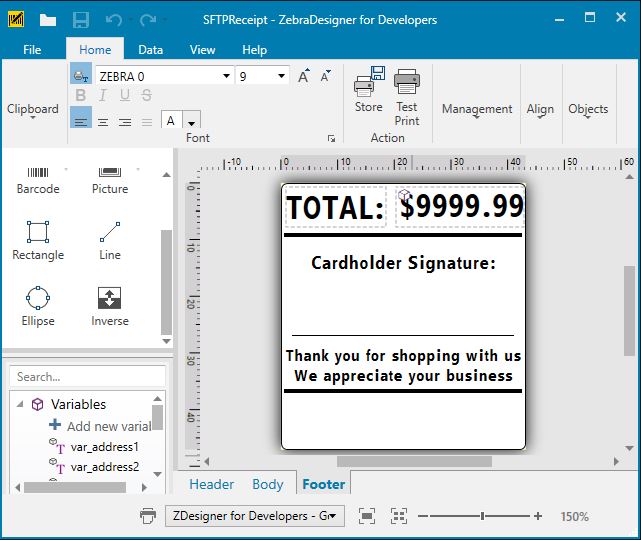 SFTPReceipt - ZebraDesigner for Developers
File Home Data View
Clipboard
ZEBRA 0 9 A A
B I U S
A
Font
Store
Test Print
Action
Management
Align
Objects
Barcode Picture
Rectangle Line
Ellipse Inverse
Search...
Variables
Add new variab
var_address1
var_address2
-10 0 10 20 30 40 50 60
0
10
20
30
40
TOTAL: $9999.99
Cardholder Signature:
Thank you for shopping with us
We appreciate your business
Header Body Footer
ZDesigner for Developers - G
150%